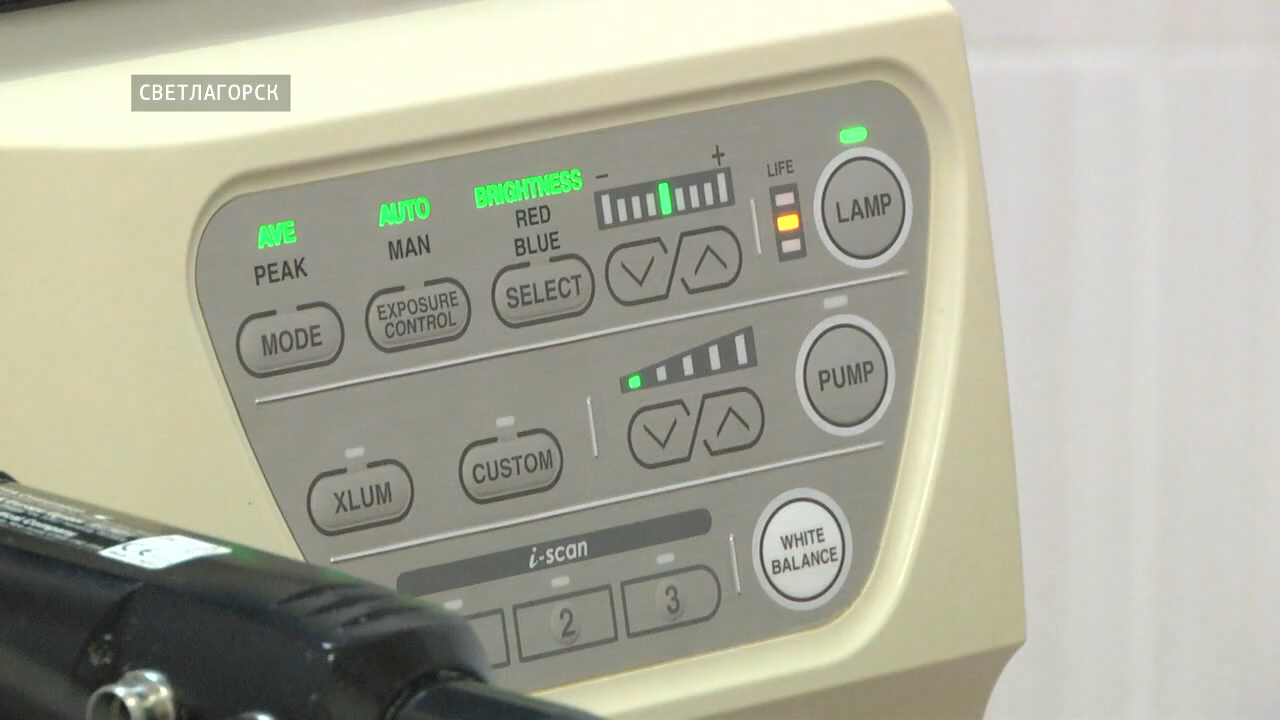 СВЕТЛАГОРСК
AVE
PEAK
MODE
AUTO
MAN
EXPOSURE
CONTROL
BRIGHTNESS
RED
BLUE
SELECT
- +
LIFE
LAMP
XLUM
CUSTOM
PUMP
i-scan
2
3
WHITE
BALANCE